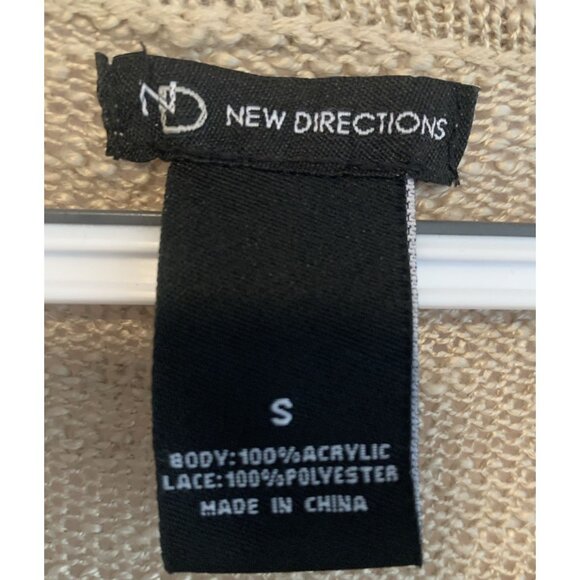 ND NEW DIRECTIONS
S
BODY:100%ACRYLIC
LACE:100%POLYESTER
MADE IN CHINA